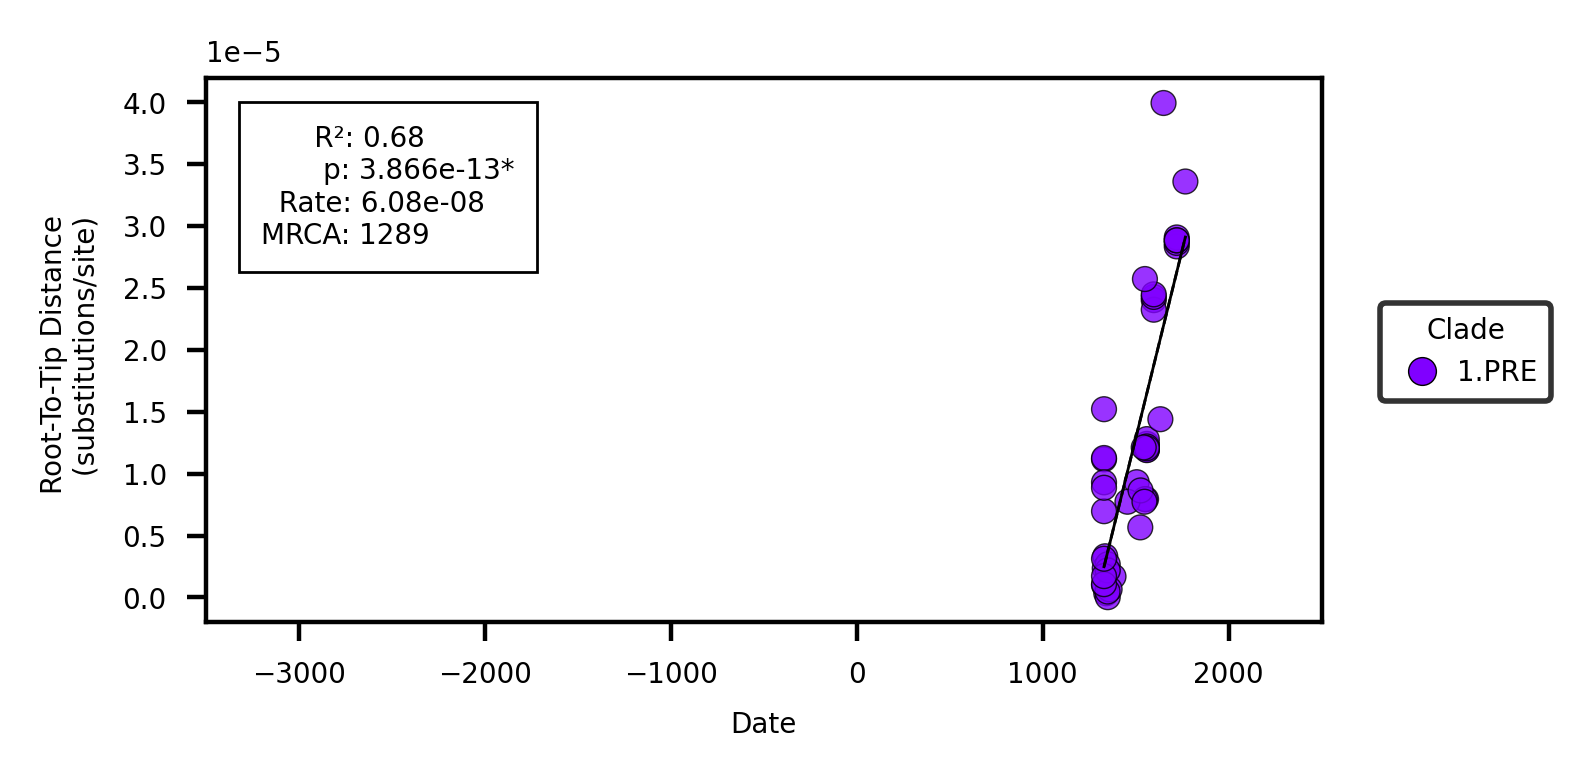 1e−5
4.0
3.5
3.0
2.5
2.0
1.5
1.0
0.5
0.0
Root-To-Tip Distance
(substitutions/site)
R²: 0.68
p: 3.866e-13*
Rate: 6.08e-08
MRCA: 1289
Clade
1.PRE
−3000
−2000
−1000
0
1000
2000
Date